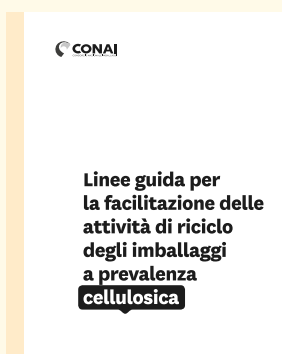 CONAI
Linee guida per
la facilitazione delle
attività di riciclo
degli imballaggi
a prevalenza
cellulosica